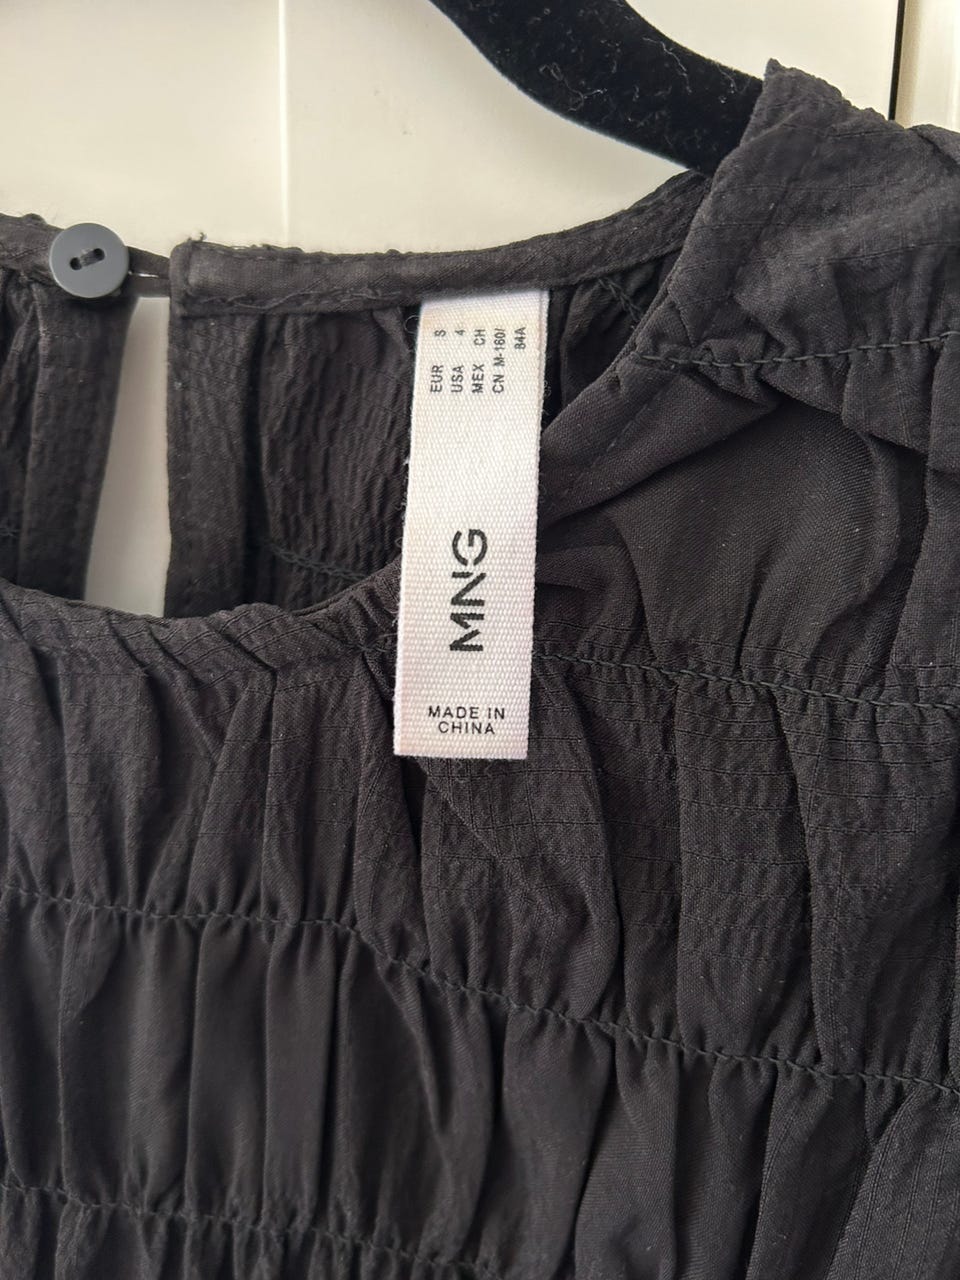 EUR S
USA 4
MEX CH
CN M-160/
84A
MNG
MADE IN
CHINA